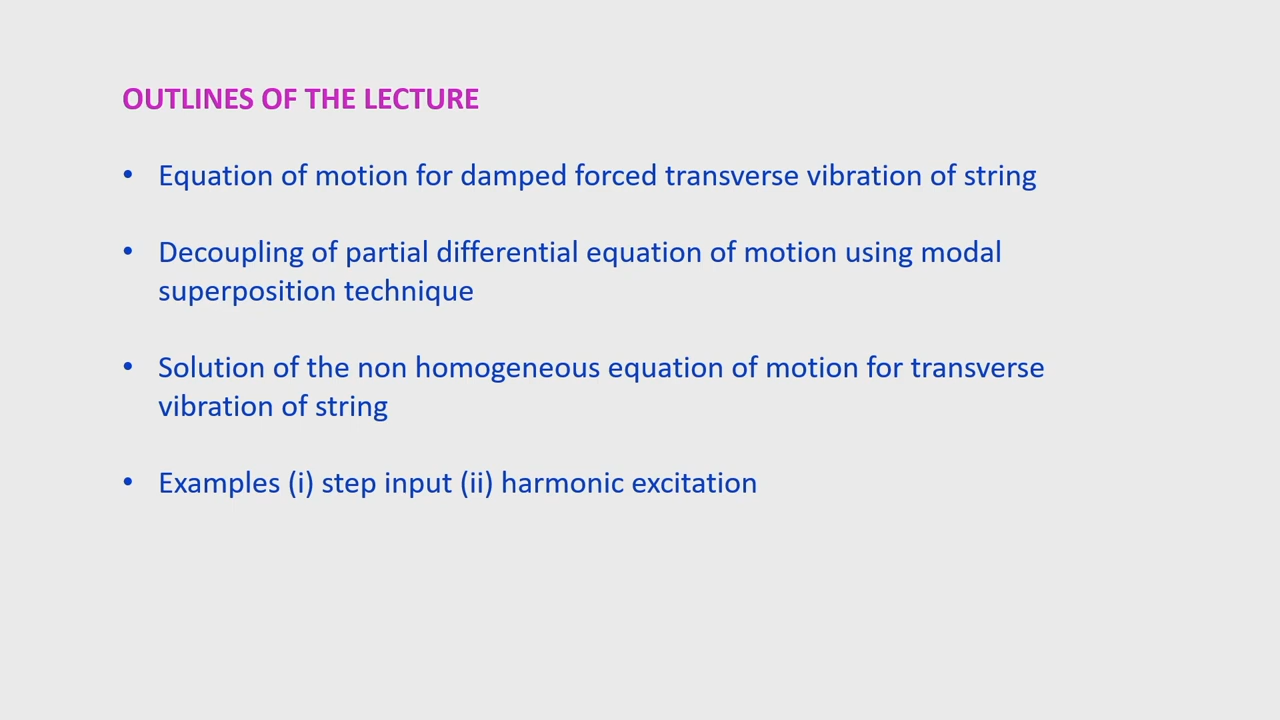 OUTLINES OF THE LECTURE
• Equation of motion for damped forced transverse vibration of string
• Decoupling of partial differential equation of motion using modal
superposition technique
• Solution of the non homogeneous equation of motion for transverse
vibration of string
• Examples (i) step input (ii) harmonic excitation